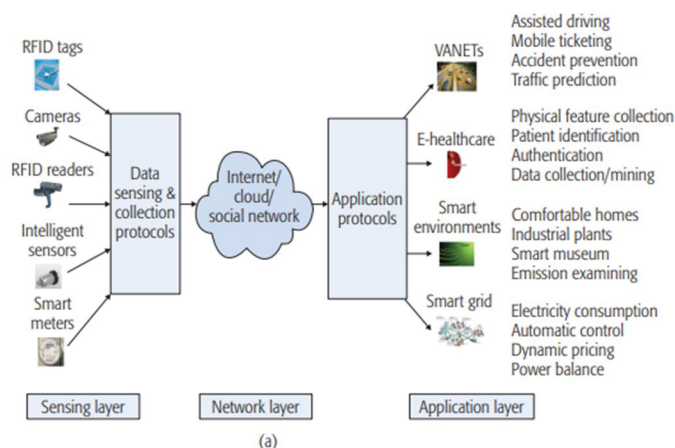 RFID tags
Cameras
RFID readers
Intelligent
sensors
Smart
meters
Data
sensing &
collection
protocols
Internet/
cloud/
social network
Application
protocols
VANETs
Assisted driving
Mobile ticketing
Accident prevention
Traffic prediction
E-healthcare
Physical feature collection
Patient identification
Authentication
Data collection/mining
Smart
environments
Comfortable homes
Industrial plants
Smart museum
Emission examining
Smart grid
Electricity consumption
Automatic control
Dynamic pricing
Power balance
Sensing layer
Network layer
Application layer
(a)